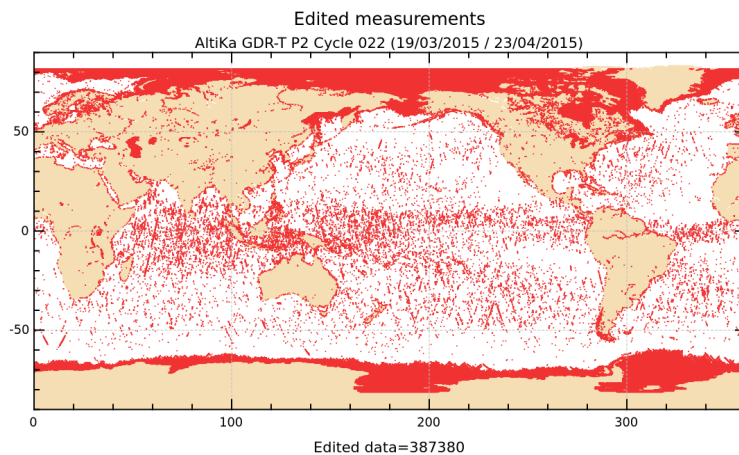 Edited measurements
AltiKa GDR-T P2 Cycle 022 (19/03/2015 / 23/04/2015)
50
0
-50
0 100 200 300
Edited data=387380